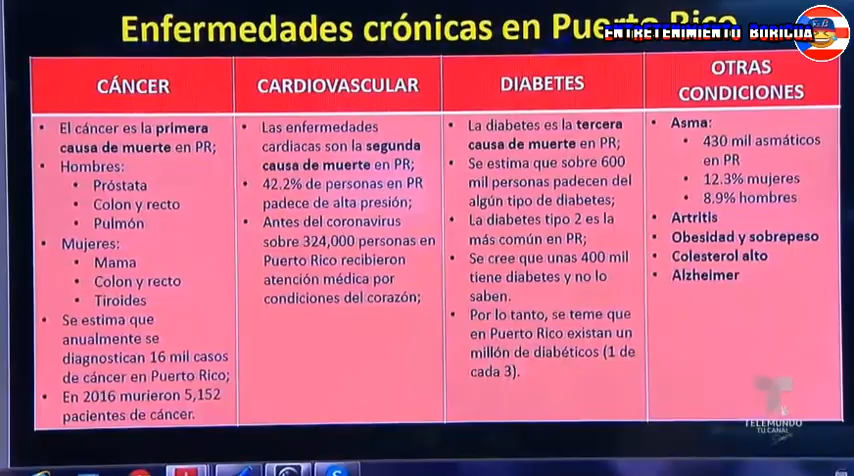 Enfermedades crónicas en Puerto Rico
ENTRETENIMIENTO BORICUA
CÁNCER
El cáncer es la primera
causa de muerte en PR;
Hombres:
Próstata
Colon y recto
Pulmón
Mujeres:
Mama
Colon y recto
Tiroides
Se estima que
anualmente se
diagnostican 16 mil casos
de cáncer en Puerto Rico;
En 2016 murieron 5,152
pacientes de cáncer.
CARDIOVASCULAR
Las enfermedades
cardiacas son la segunda
causa de muerte en PR;
42.2% de personas en PR
padece de alta presión;
Antes del coronavirus
sobre 324,000 personas en
Puerto Rico recibieron
atención médica por
condiciones del corazón;
DIABETES
La diabetes es la tercera
causa de muerte en PR;
Se estima que sobre 600
mil personas padecen del
algún tipo de diabetes;
La diabetes tipo 2 es la
más común en PR;
Se cree que unas 400 mil
tiene diabetes y no lo
saben.
Por lo tanto, se teme que
en Puerto Rico existan un
millón de diabéticos (1 de
cada 3).
OTRAS
CONDICIONES
Asma:
430 mil asmáticos
en PR
12.3% mujeres
8.9% hombres
Artritis
Obesidad y sobrepeso
Colesterol alto
Alzheimer
TELEMUNDO
TU CANAL